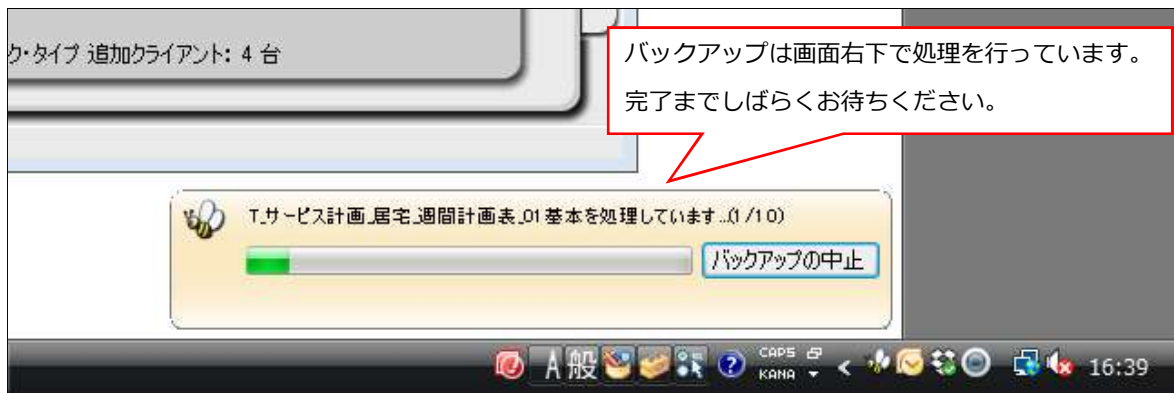 ク・タイプ 追加クライアント: 4 台
バックアップは画面右下で処理を行っています。
完了までしばらくお待ちください。
T_サービス計画_居宅_週間計画表_01基本を処理しています...(1/10)
バックアップの中止
A 般 CAPS
KANA
16:39